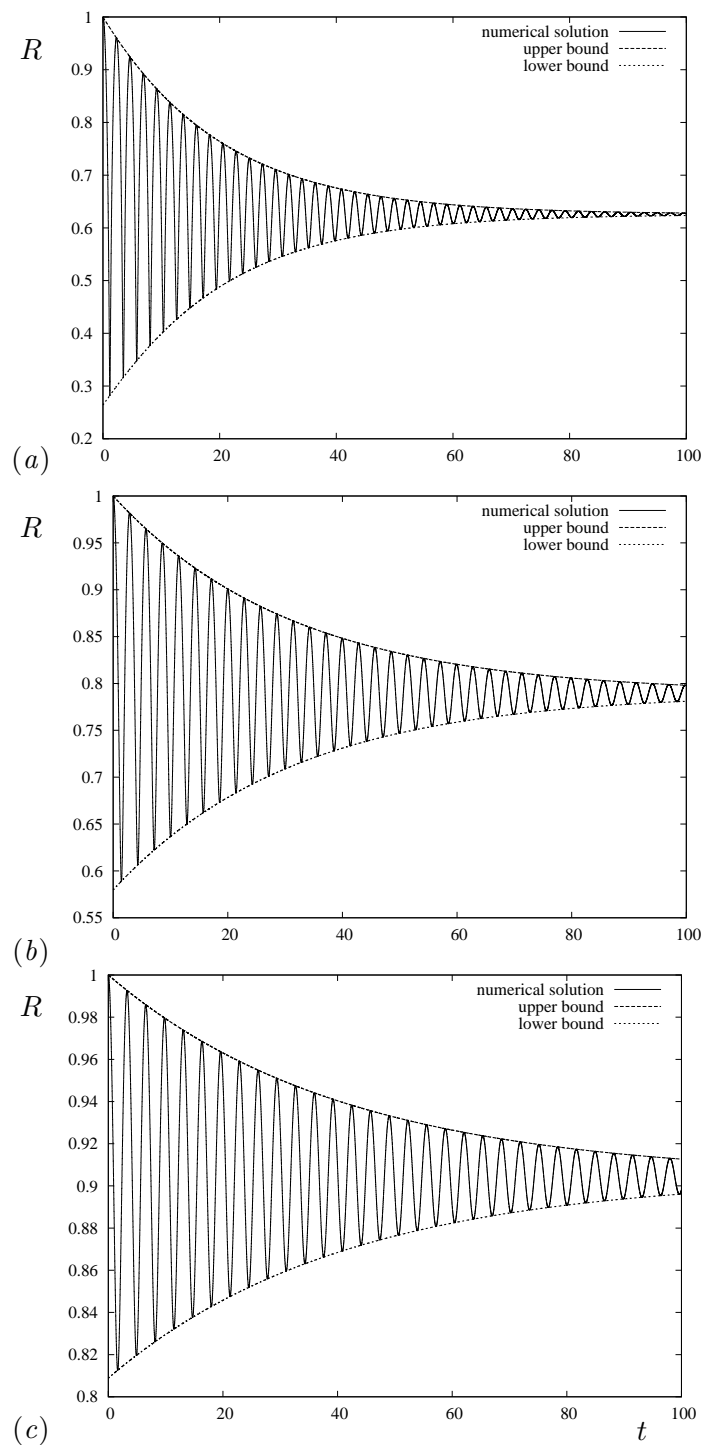 1
R
numerical solution
upper bound
lower bound
0.9
0.8
0.7
0.6
0.5
0.4
0.3
0.2
0 20 40 60 80 100
(a)
1
R
numerical solution
upper bound
lower bound
0.95
0.9
0.85
0.8
0.75
0.7
0.65
0.6
0.55
0 20 40 60 80 100
(b)
1
R
numerical solution
upper bound
lower bound
0.98
0.96
0.94
0.92
0.9
0.88
0.86
0.84
0.82
0.8
0 20 40 60 80 100
(c) t